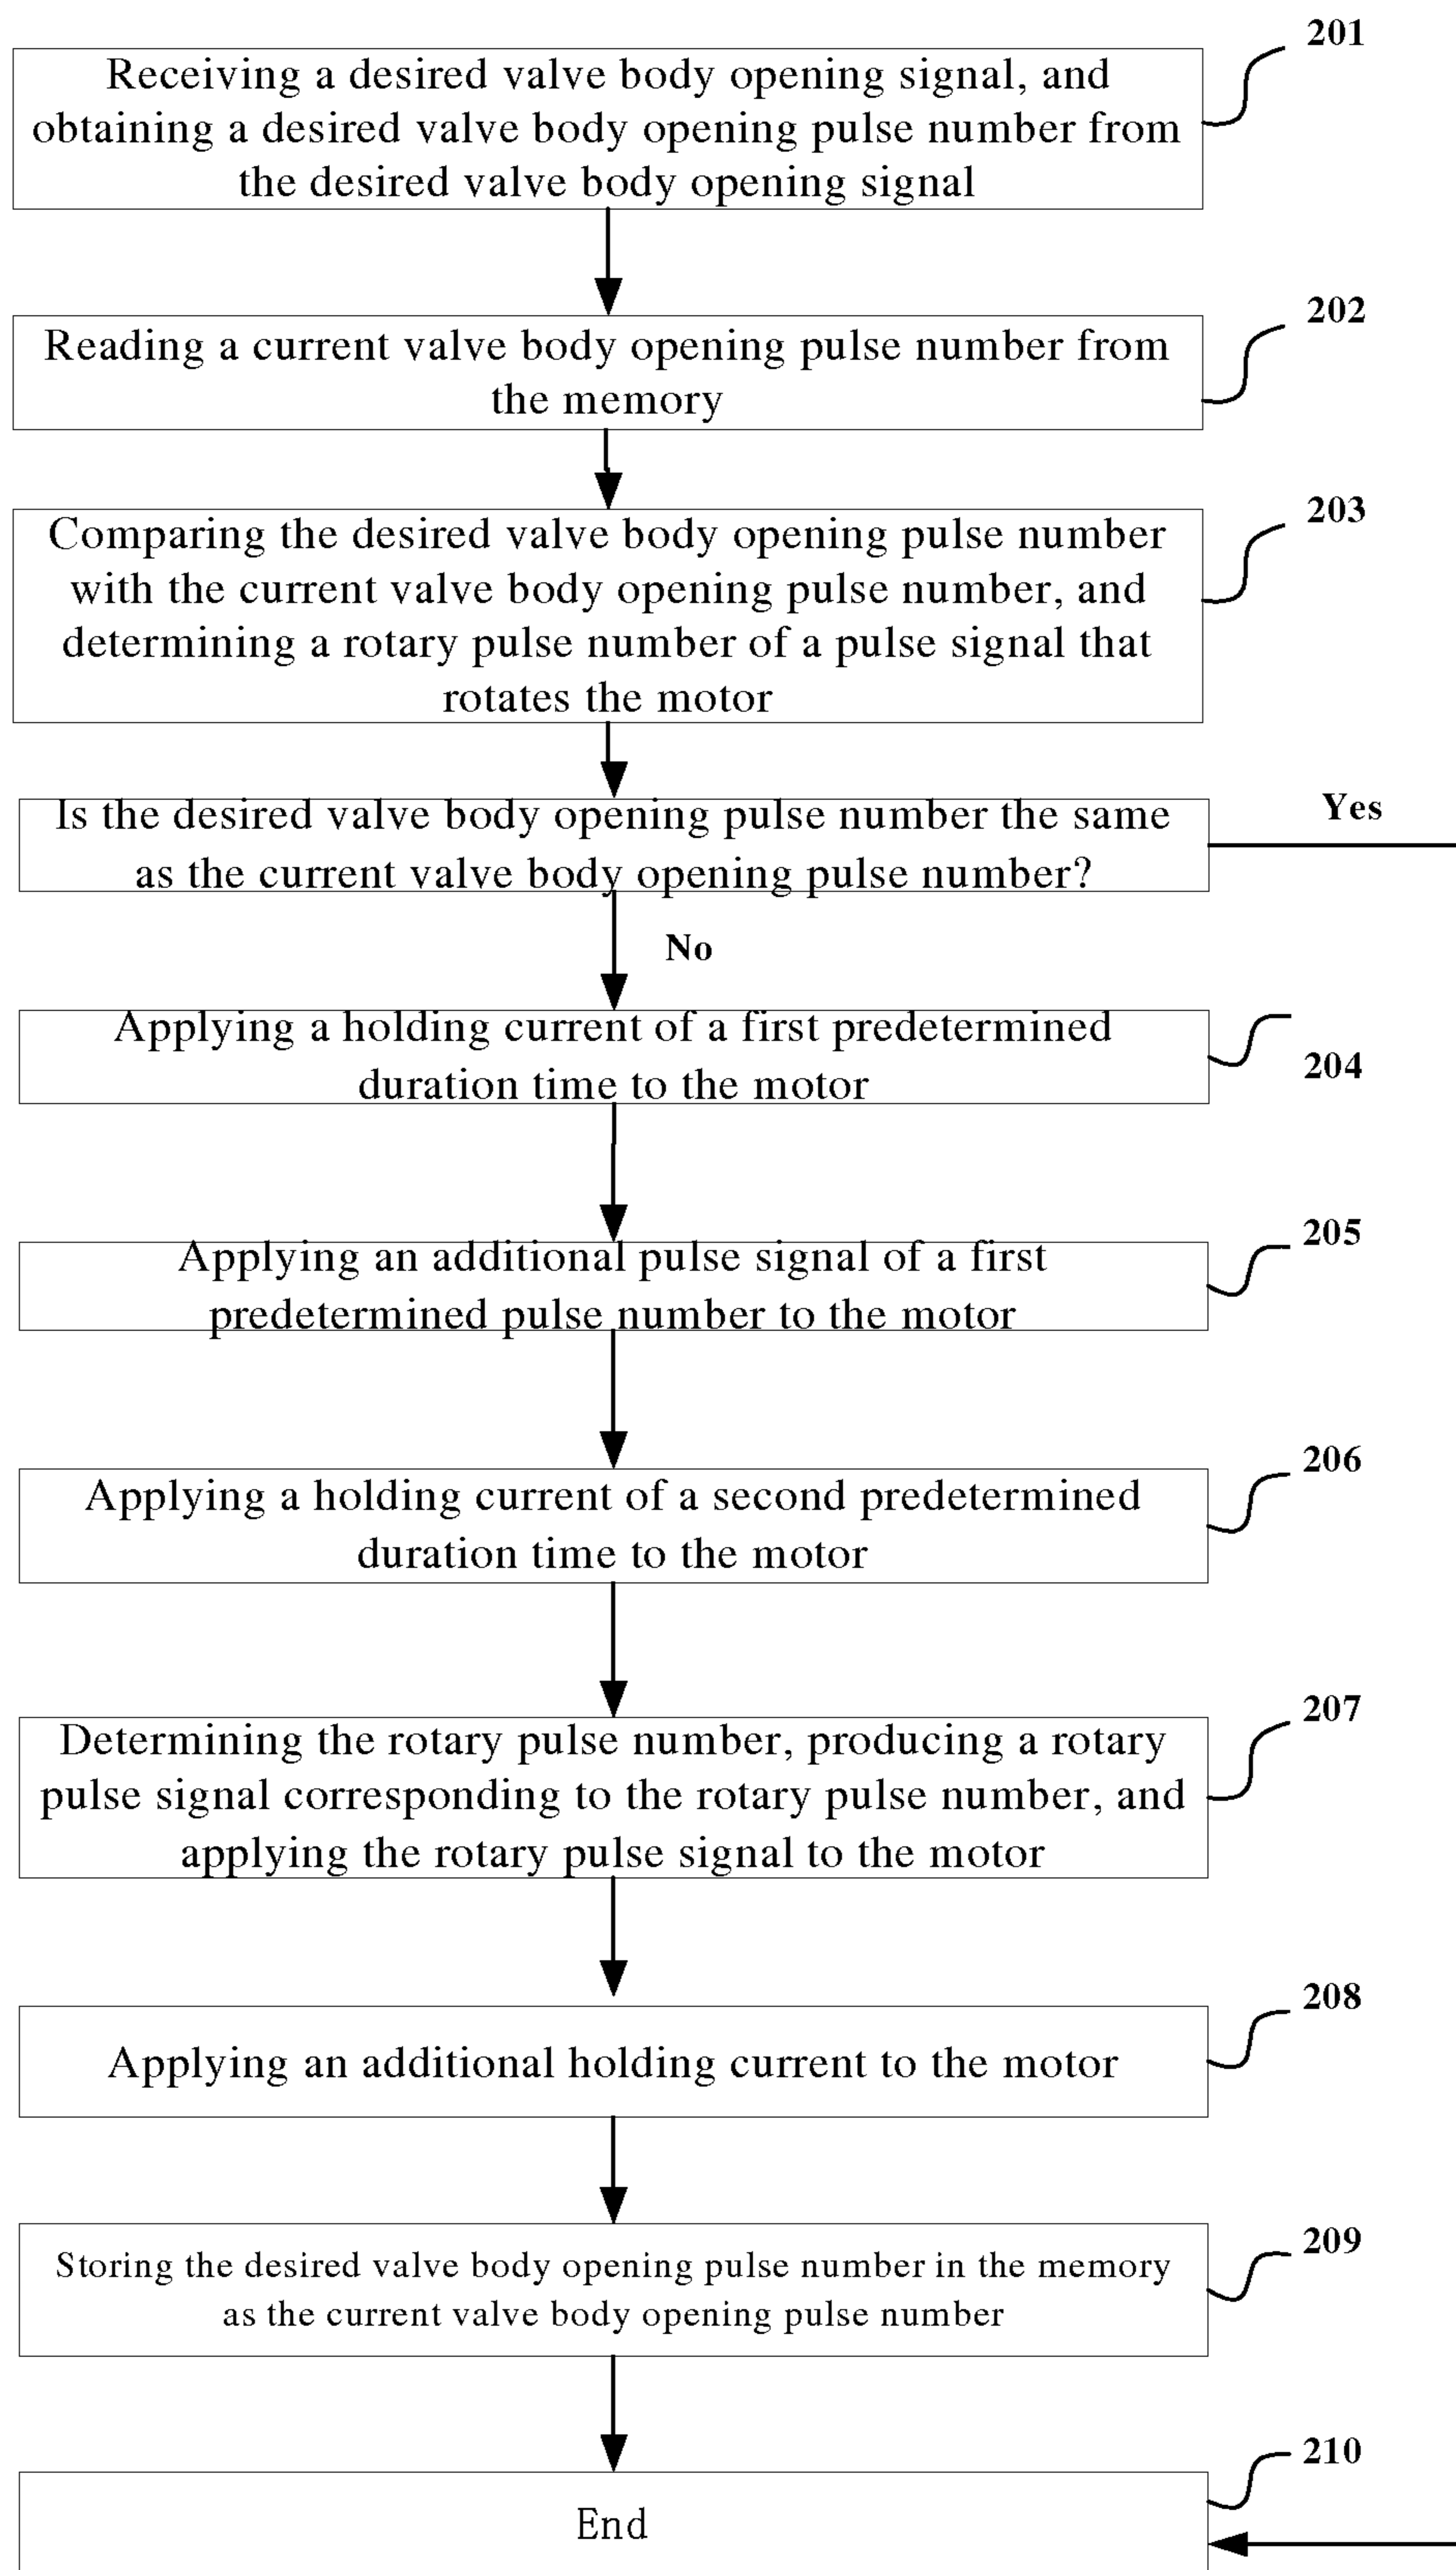 201
Receiving a desired valve body opening signal, and
obtaining a desired valve body opening pulse number from
the desired valve body opening signal
202
Reading a current valve body opening pulse number from
the memory
203
Comparing the desired valve body opening pulse number
with the current valve body opening pulse number, and
determining a rotary pulse number of a pulse signal that
rotates the motor
Is the desired valve body opening pulse number the same
as the current valve body opening pulse number?
Yes
No
Applying a holding current of a first predetermined
duration time to the motor
204
205
Applying an additional pulse signal of a first
predetermined pulse number to the motor
206
Applying a holding current of a second predetermined
duration time to the motor
207
Determining the rotary pulse number, producing a rotary
pulse signal corresponding to the rotary pulse number, and
applying the rotary pulse signal to the motor
208
Applying an additional holding current to the motor
209
Storing the desired valve body opening pulse number in the memory
as the current valve body opening pulse number
210
End